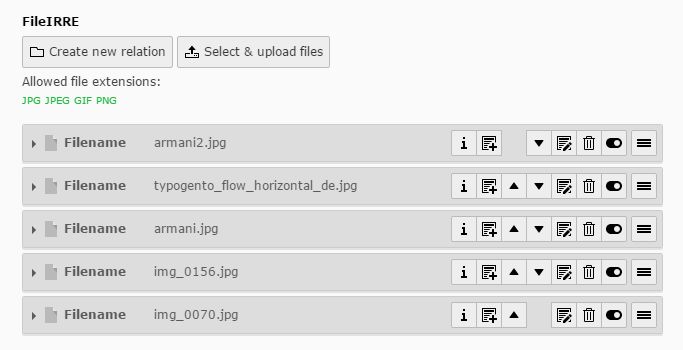 FileIRRE
Create new relation Select & upload files
Allowed file extensions:
JPG JPEG GIF PNG
Filename armani2.jpg
Filename typogento_flow_horizontal_de.jpg
Filename armani.jpg
Filename img_0156.jpg
Filename img_0070.jpg